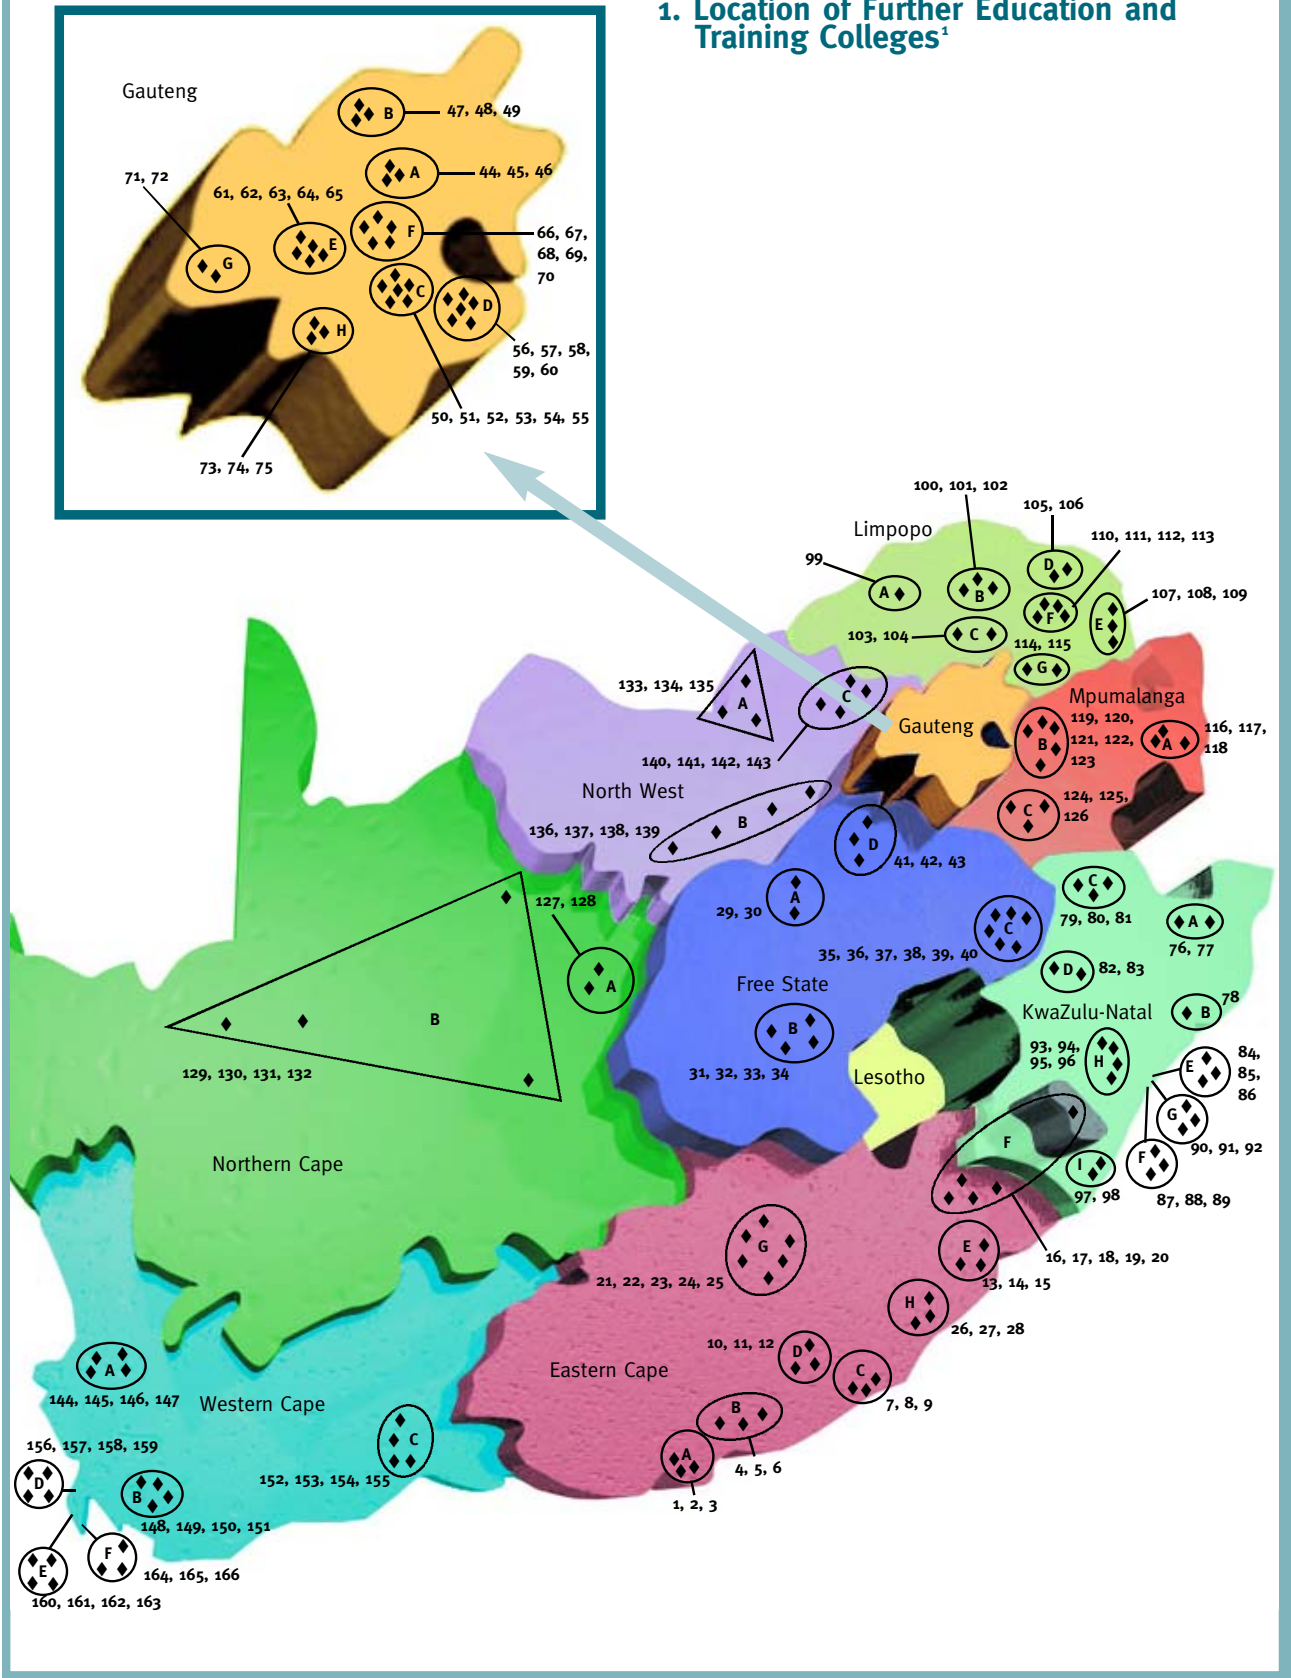 1. Location of Further Education and
Training Colleges¹
Gauteng
B
47, 48, 49
A
44, 45, 46
71, 72
61, 62, 63, 64, 65
F
66, 67,
68, 69,
70
E
G
C
D
H
56, 57, 58,
59, 60
50, 51, 52, 53, 54, 55
73, 74, 75
100, 101, 102
105, 106
Limpopo
110, 111, 112, 113
99
A
B
D
107, 108, 109
F
E
103, 104
C
114, 115
G
133, 134, 135
A
C
Mpumalanga
Gauteng
119, 120,
121, 122,
123
B
A
116, 117,
118
140, 141, 142, 143
North West
124, 125,
126
C
136, 137, 138, 139
B
D
41, 42, 43
A
29, 30
C
79, 80, 81
A
76, 77
127, 128
C
35, 36, 37, 38, 39, 40
D
82, 83
A
Free State
B
129, 130, 131, 132
B
31, 32, 33, 34
KwaZulu-Natal
78
B
93, 94,
95, 96
H
Lesotho
E
84,
85,
86
G
90, 91, 92
F
87, 88, 89
F
I
97, 98
Northern Cape
16, 17, 18, 19, 20
G
21, 22, 23, 24, 25
E
13, 14, 15
H
26, 27, 28
10, 11, 12
D
C
7, 8, 9
Eastern Cape
B
4, 5, 6
A
1, 2, 3
A
144, 145, 146, 147
Western Cape
C
152, 153, 154, 155
156, 157, 158, 159
D
B
148, 149, 150, 151
F
164, 165, 166
E
160, 161, 162, 163